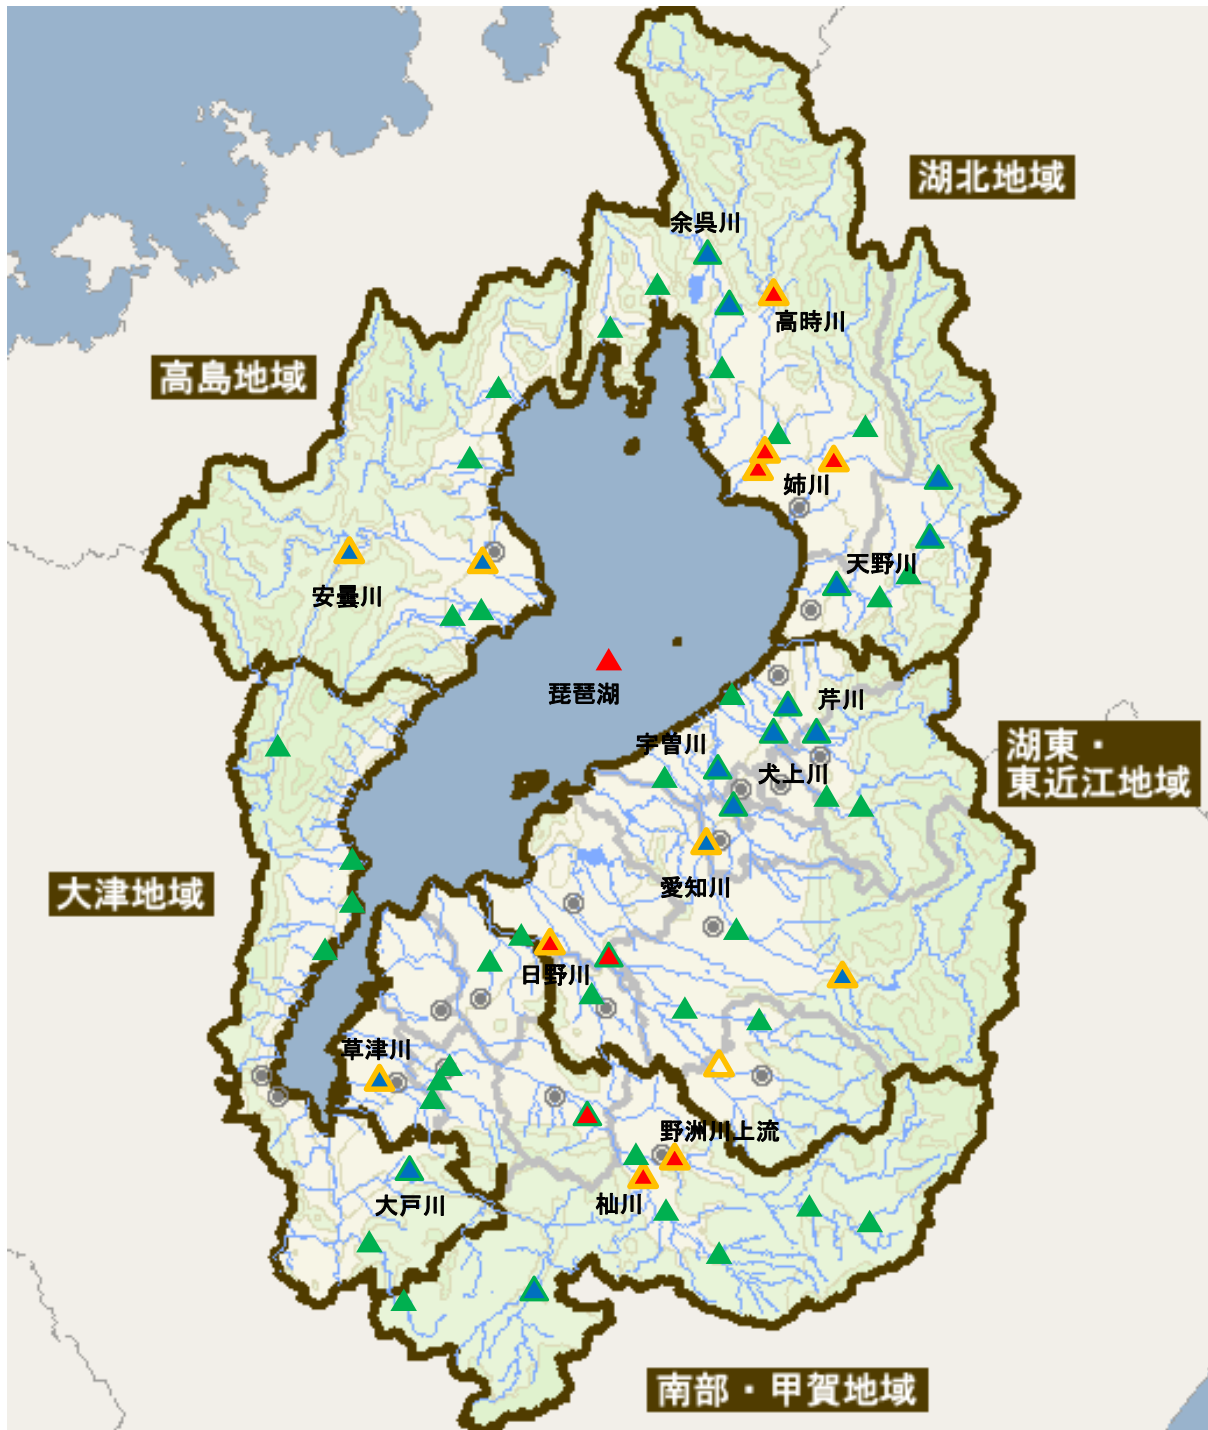 湖北地域
余呉川
高時川
高島地域
姉川
天野川
安曇川
琵琶湖
芹川
宇曽川
湖東・
東近江地域
犬上川
愛知川
大津地域
日野川
草津川
野洲川上流
杣川
大戸川
南部・甲賀地域